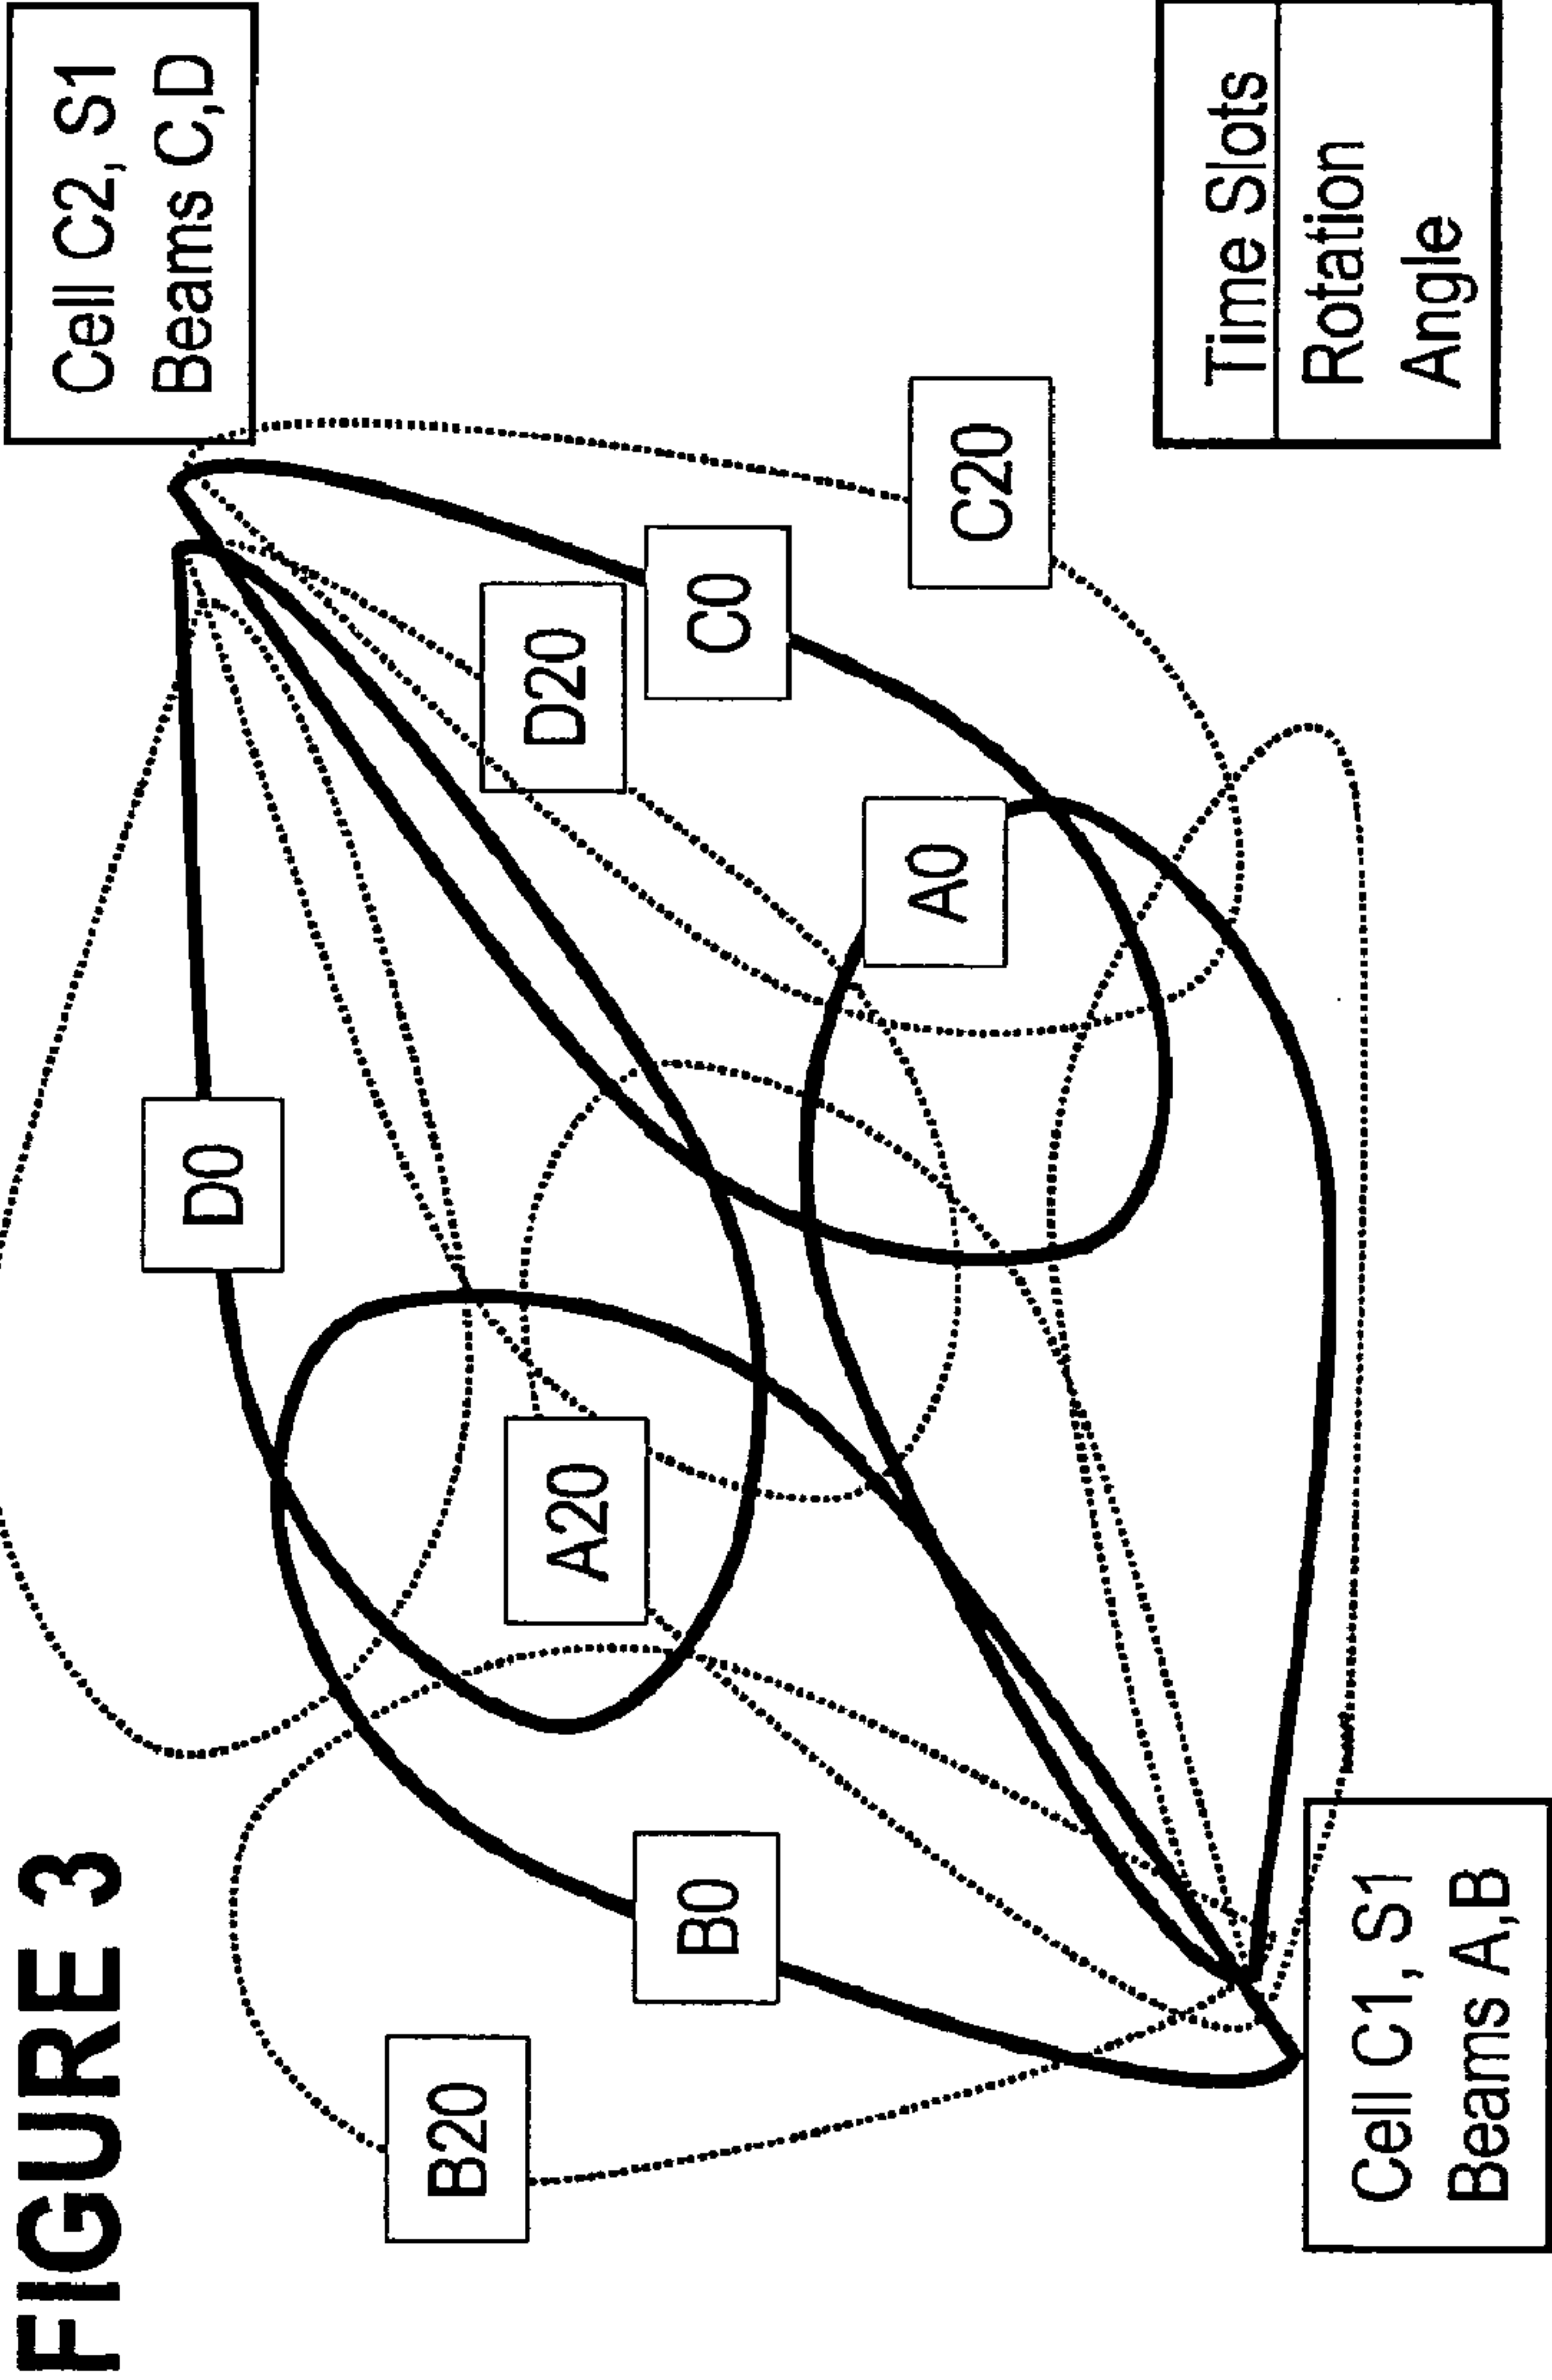 FIGURE 3
Cell C2, S1
Beams C,D
D0
B20
A20
D20
B0
C0
A0
C20
Cell C1, S1
Beams A,B
Time Slots
Rotation
Angle